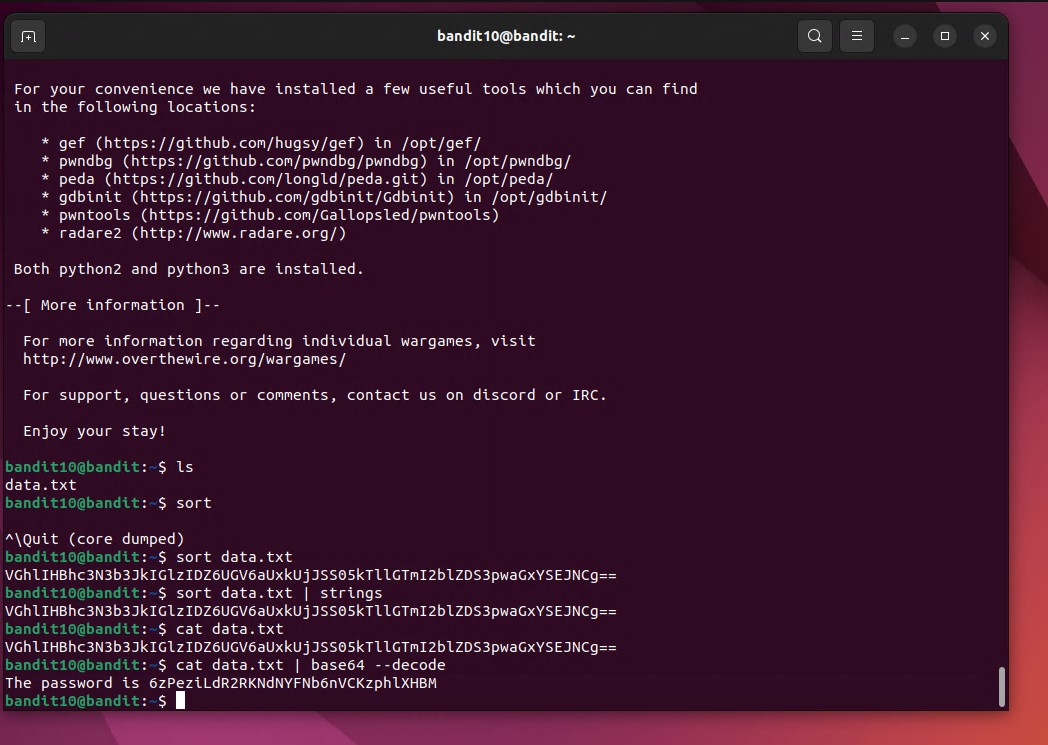 bandit10@bandit: ~
For your convenience we have installed a few useful tools which you can find
in the following locations:
* gef (https://github.com/hugsy/gef) in /opt/gef/
* pwndbg (https://github.com/pwndbg/pwndbg) in /opt/pwndbg/
* peda (https://github.com/longld/peda.git) in /opt/peda/
* gdbinit (https://github.com/gdbinit/Gdbinit) in /opt/gdbinit/
* pwntools (https://github.com/Gallopsled/pwntools)
* radare2 (http://www.radare.org/)
Both python2 and python3 are installed.
--[ More information ]--
For more information regarding individual wargames, visit
http://www.overthewire.org/wargames/
For support, questions or comments, contact us on discord or IRC.
Enjoy your stay!
bandit10@bandit:~$ ls
data.txt
bandit10@bandit:~$ sort
^\Quit (core dumped)
bandit10@bandit:~$ sort data.txt
VGhlIHBhc3N3b3JkIGlzIDZ6UGV6aUxkUjJSS05kTllGTmI2blZDS3pwaGxYSEJNCg==
bandit10@bandit:~$ sort data.txt | strings
VGhlIHBhc3N3b3JkIGlzIDZ6UGV6aUxkUjJSS05kTllGTmI2blZDS3pwaGxYSEJNCg==
bandit10@bandit:~$ cat data.txt
VGhlIHBhc3N3b3JkIGlzIDZ6UGV6aUxkUjJSS05kTllGTmI2blZDS3pwaGxYSEJNCg==
bandit10@bandit:~$ cat data.txt | base64 --decode
The password is 6zPeziLdR2RKNdNYFNb6nVCKzphlXHBM
bandit10@bandit:~$